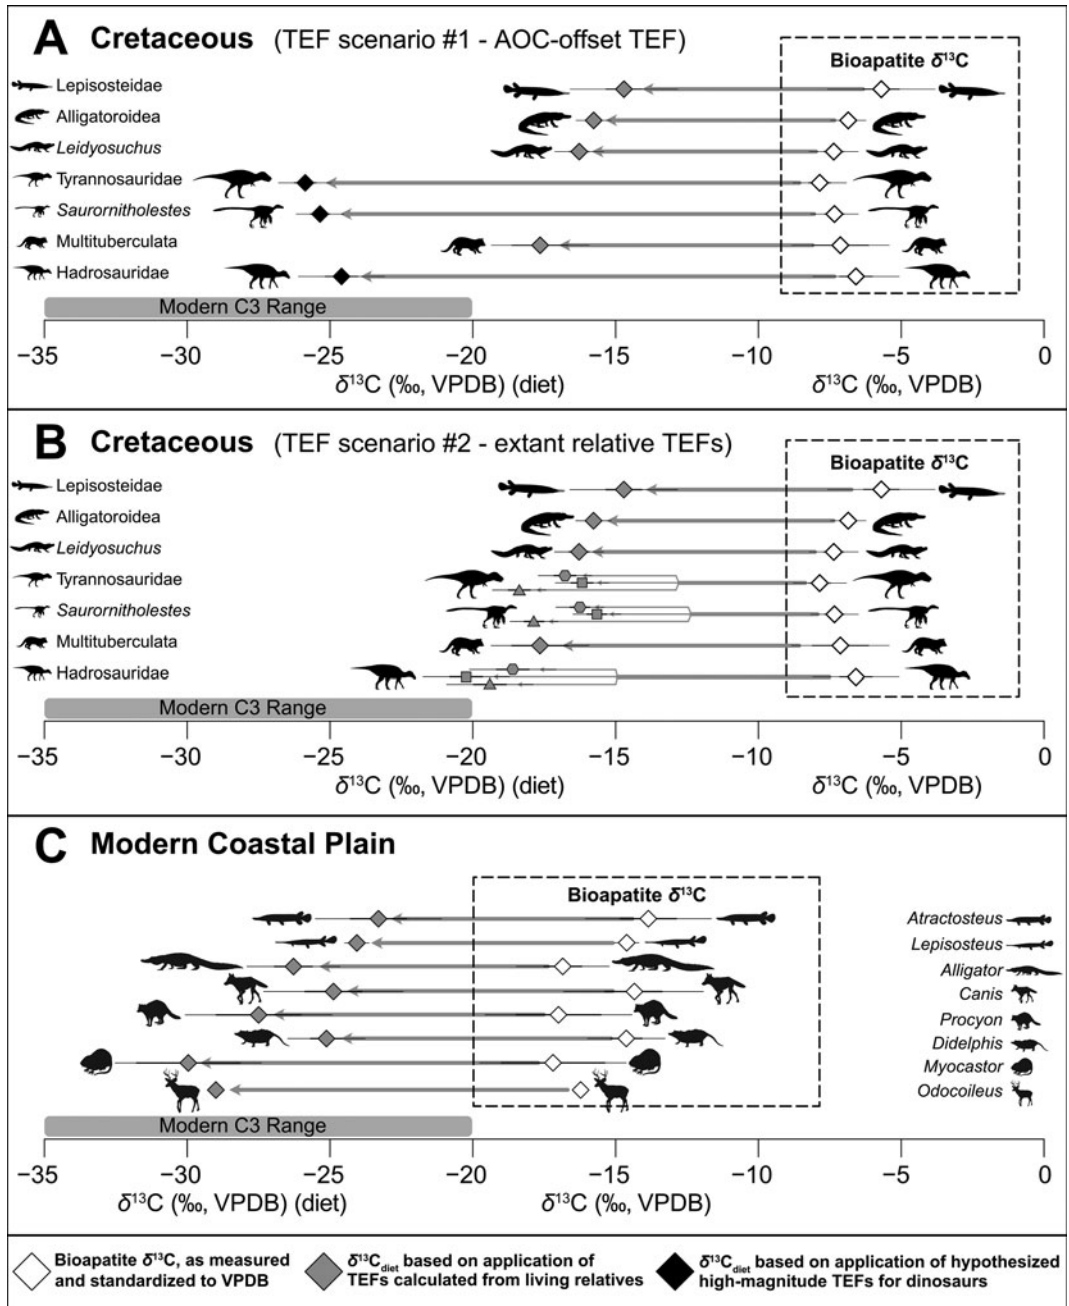 A Cretaceous (TEF scenario #1 - AOC-offset TEF)
Bioapatite δ¹³C
Lepisosteidae
Alligatoroidea
Leidyosuchus
Tyrannosauridae
Saurornitholestes
Multituberculata
Hadrosauridae
Modern C3 Range
−35 −30 −25 −20 −15 −10 −5 0
δ¹³C (‰, VPDB) (diet) δ¹³C (‰, VPDB)
B Cretaceous (TEF scenario #2 - extant relative TEFs)
Bioapatite δ¹³C
Lepisosteidae
Alligatoroidea
Leidyosuchus
Tyrannosauridae
Saurornitholestes
Multituberculata
Hadrosauridae
Modern C3 Range
−35 −30 −25 −20 −15 −10 −5 0
δ¹³C (‰, VPDB) (diet) δ¹³C (‰, VPDB)
C Modern Coastal Plain
Bioapatite δ¹³C
Atractosteus
Lepisosteus
Alligator
Canis
Procyon
Didelphis
Myocastor
Odocoileus
Modern C3 Range
−35 −30 −25 −20 −15 −10 −5 0
δ¹³C (‰, VPDB) (diet) δ¹³C (‰, VPDB)
Bioapatite δ¹³C, as measured
and standardized to VPDB
δ¹³C_diet based on application of
TEFs calculated from living relatives
δ¹³C_diet based on application of hypothesized
high-magnitude TEFs for dinosaurs